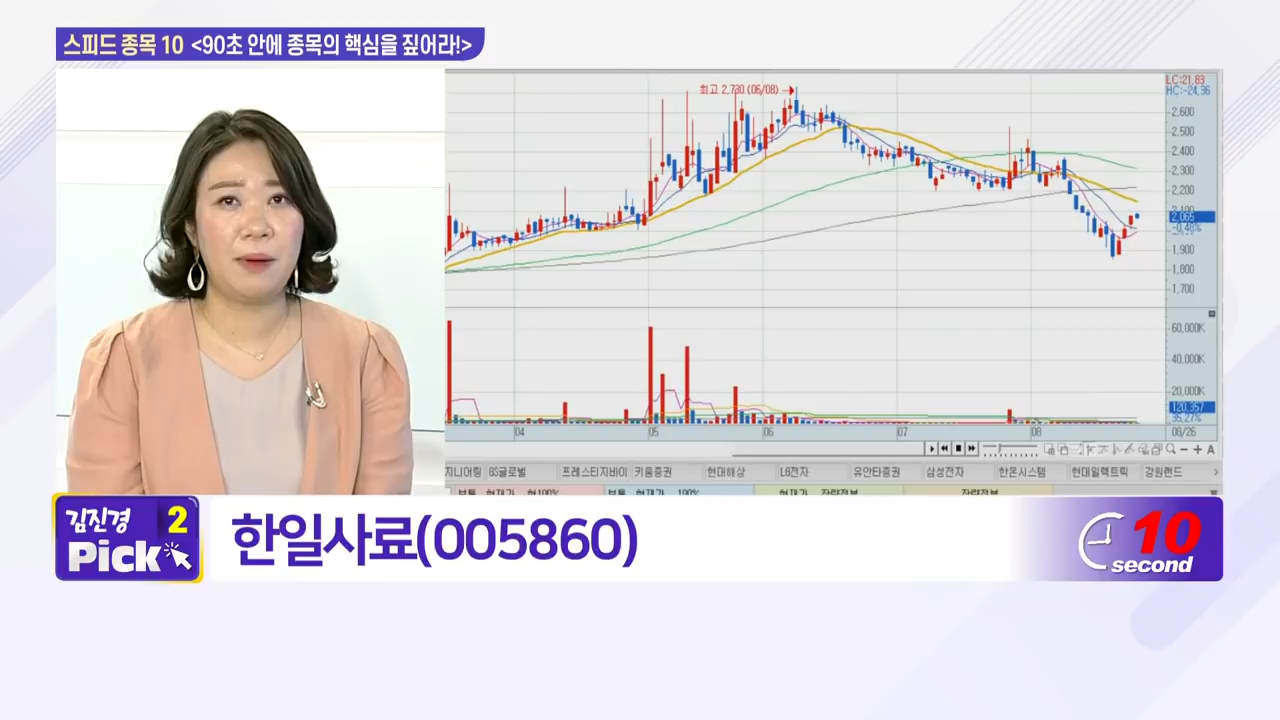 스피드 종목 10 <90초 안에 종목의 핵심을 짚어라!>
최고 2,730 (06/08)
LC:21.83
HC:-24.36
2,600
2,500
2,400
2,300
2,200
2,100
2,065
-0.48%
1,900
1,800
1,700
60,000K
40,000K
20,000K
120,357
35.27%
04 05 06 07 08 08/26
A
지니어링 GS글로벌 프레스티지바이 키움증권 현대해상 LG전자 유안타증권 삼성전자 한온시스템 현대일렉트릭 강원랜드
김진경 2
Pick
한일사료(005860)
10
second